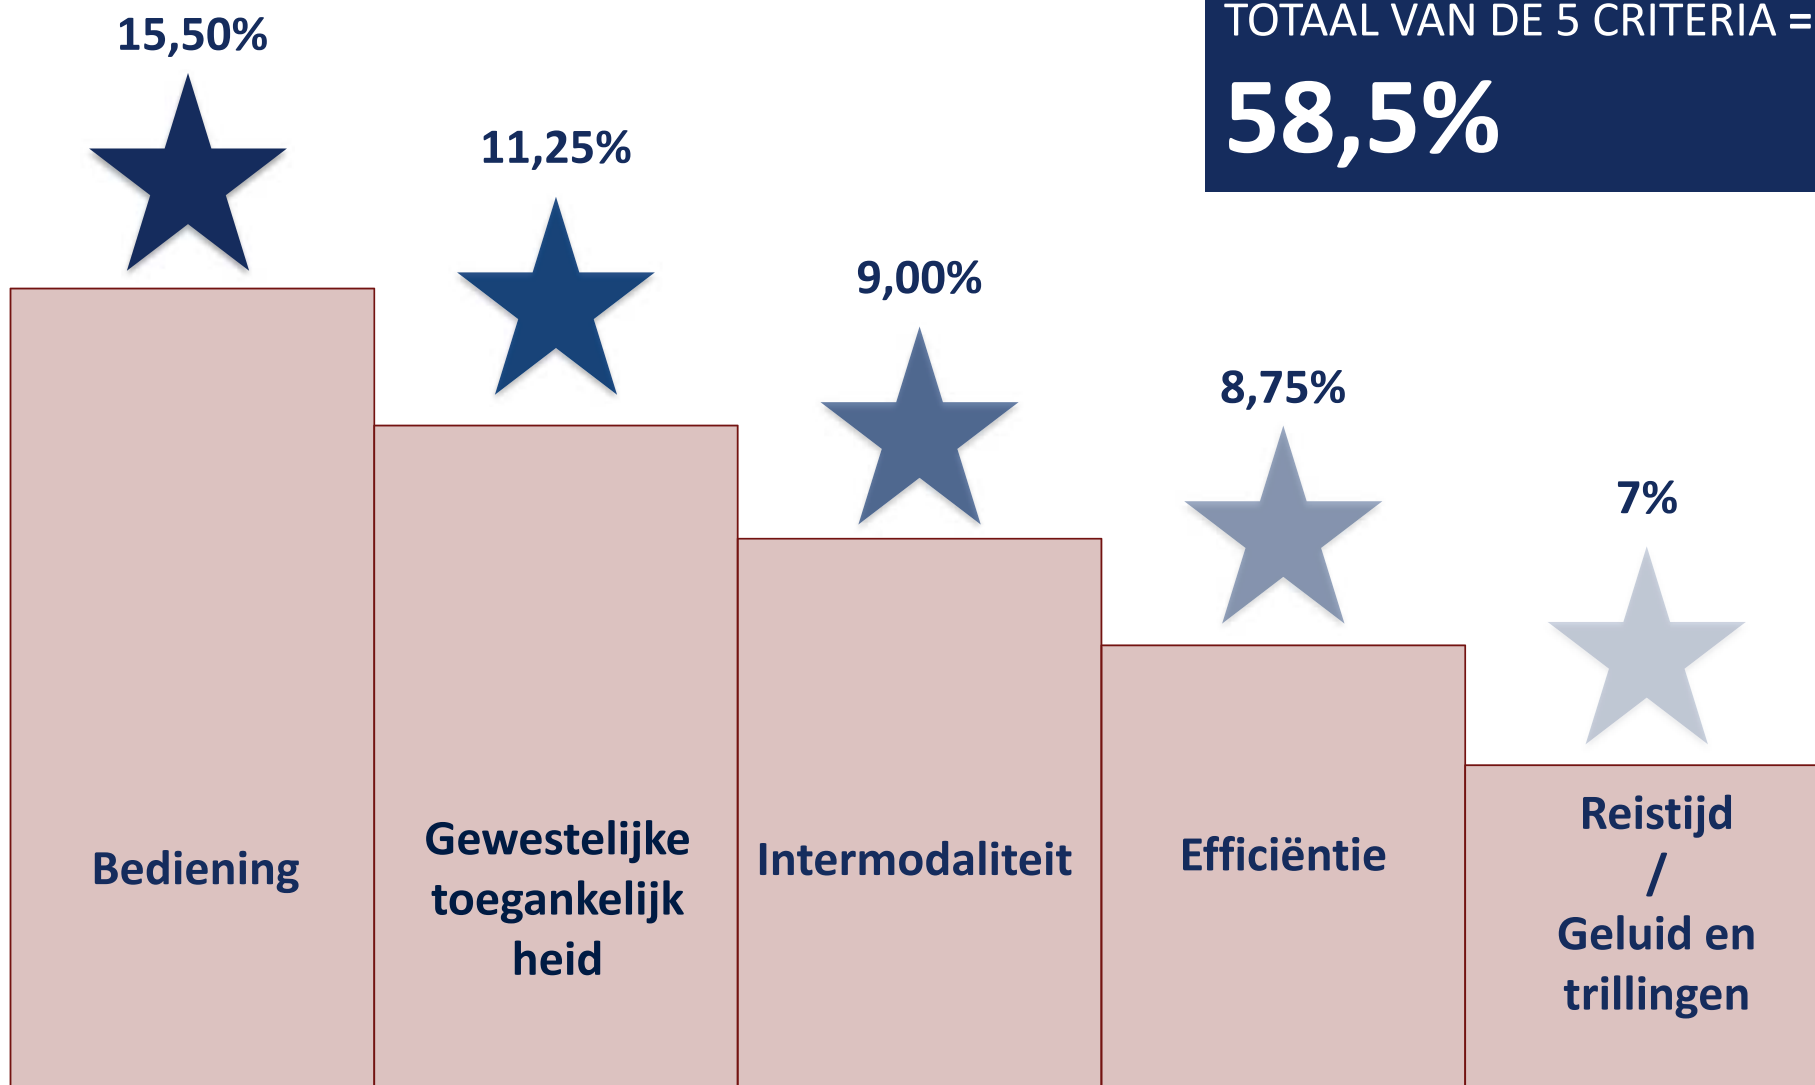 TOTAAL VAN DE 5 CRITERIA =
58,5%
15,50%
11,25%
9,00%
8,75%
7%
Bediening
Gewestelijke
toegankelijk
heid
Intermodaliteit
Efficiëntie
Reistijd
/
Geluid en
trillingen